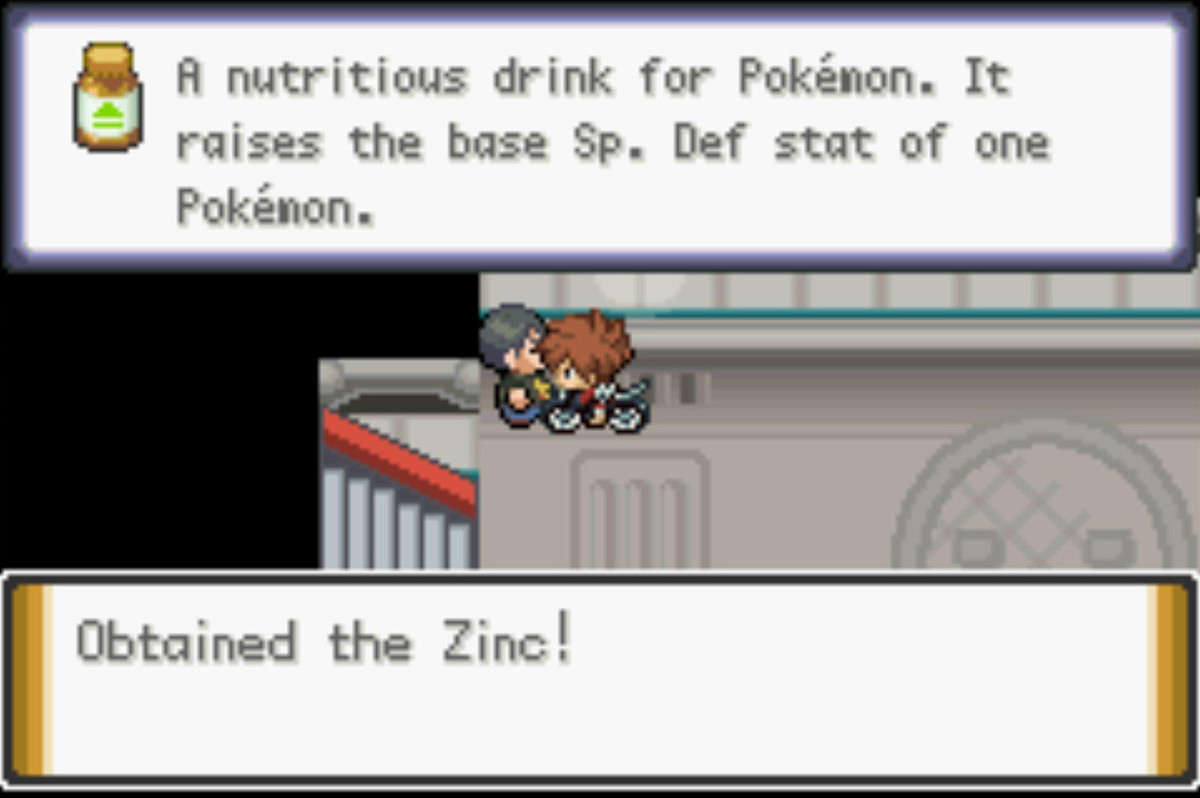 A nutritious drink for Pokémon. It
raises the base Sp. Def stat of one
Pokémon.
Obtained the Zinc!